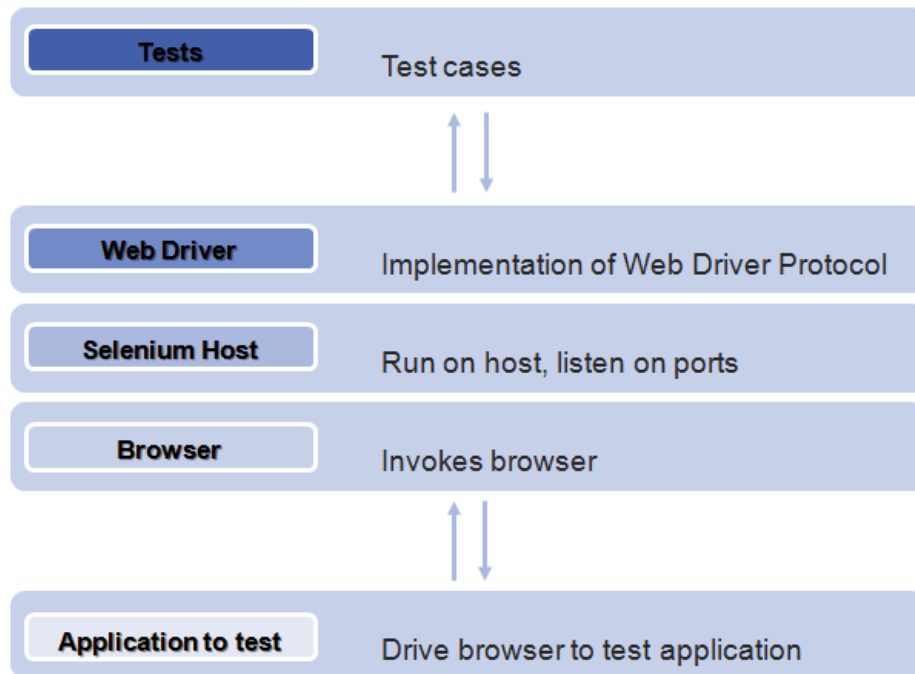 Tests
Test cases
Web Driver
Implementation of Web Driver Protocol
Selenium Host
Run on host, listen on ports
Browser
Invokes browser
Application to test
Drive browser to test application